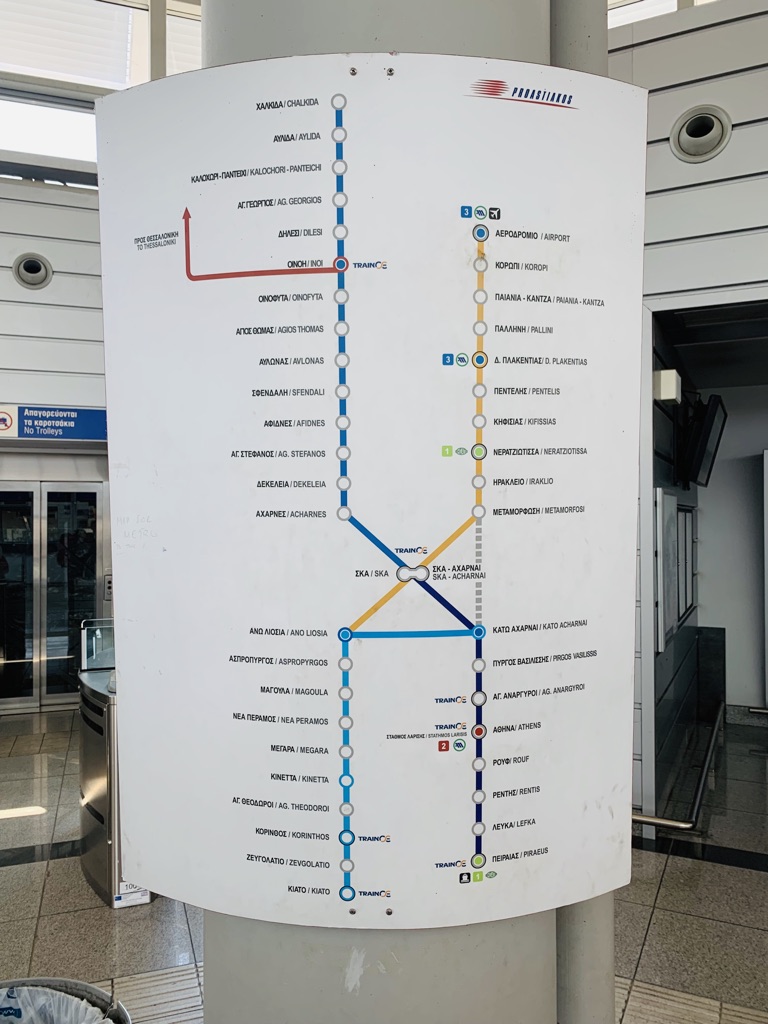 PROASTIAKOS
ΧΑΛΚΙΔΑ / CHALKIDA
ΑΥΛΙΔΑ / AYLIDA
ΚΑΛΟΧΩΡΙ - ΠΑΝΤΕΙΧΙ / KALOCHORI - PANTEICHI
ΑΓ. ΓΕΩΡΓΙΟΣ / AG. GEORGIOS
ΔΗΛΕΣΙ / DILESI
ΠΡΟΣ ΘΕΣΣΑΛΟΝΙΚΗ
TO THESSALONIKI
ΟΙΝΟΗ / INOI
TRAINOSE
ΟΙΝΟΦΥΤΑ / OINOFYTA
ΑΓΙΟΣ ΘΩΜΑΣ / AGIOS THOMAS
ΑΥΛΩΝΑΣ / AVLONAS
ΣΦΕΝΔΑΛΗ / SFENDALI
ΑΦΙΔΝΕΣ / AFIDNES
ΑΓ. ΣΤΕΦΑΝΟΣ / AG. STEFANOS
ΔΕΚΕΛΕΙΑ / DEKELEIA
ΑΧΑΡΝΕΣ / ACHARNES
3
ΑΕΡΟΔΡΟΜΙΟ / AIRPORT
ΚΟΡΩΠΙ / KOROPI
ΠΑΙΑΝΙΑ - ΚΑΝΤΖΑ / PAIANIA - KANTZA
ΠΑΛΛΗΝΗ / PALLINI
3
Δ. ΠΛΑΚΕΝΤΙΑΣ / D. PLAKENTIAS
ΠΕΝΤΕΛΗΣ / PENTELIS
ΚΗΦΙΣΙΑΣ / KIFISSIAS
1
ΝΕΡΑΤΖΙΩΤΙΣΣΑ / NERATZIOTISSA
ΗΡΑΚΛΕΙΟ / IRAKLIO
ΜΕΤΑΜΟΡΦΩΣΗ / METAMORFOSI
TRAINOSE
ΣΚΑ / SKA
ΣΚΑ - ΑΧΑΡΝΑΙ
SKA - ACHARNAI
ΑΝΩ ΛΙΟΣΙΑ / ANO LIOSIA
ΑΣΠΡΟΠΥΡΓΟΣ / ASPROPYRGOS
ΜΑΓΟΥΛΑ / MAGOULA
ΝΕΑ ΠΕΡΑΜΟΣ / NEA PERAMOS
ΜΕΓΑΡΑ / MEGARA
ΚΙΝΕΤΤΑ / KINETTA
ΑΓ. ΘΕΟΔΩΡΟΙ / AG. THEODOROI
ΚΟΡΙΝΘΟΣ / KORINTHOS
TRAINOSE
ΖΕΥΓΟΛΑΤΙΟ / ZEVGOLATIO
ΚΙΑΤΟ / KIATO
TRAINOSE
ΚΑΤΩ ΑΧΑΡΝΑΙ / KATO ACHARNAI
ΠΥΡΓΟΣ ΒΑΣΙΛΙΣΣΗΣ / PIRGOS VASILISSIS
TRAINOSE
ΑΓ. ΑΝΑΡΓΥΡΟΙ / AG. ANARGYROI
TRAINOSE
ΑΘΗΝΑ / ATHENS
ΣΤΑΘΜΟΣ ΛΑΡΙΣΗΣ / STATHMOS LARISIS
2
ΡΟΥΦ / ROUF
ΡΕΝΤΗΣ / RENTIS
ΛΕΥΚΑ / LEFKA
TRAINOSE
ΠΕΙΡΑΙΑΣ / PIRAEUS
1
Απαγορεύονται
τα καροτσάκια
No Trolleys